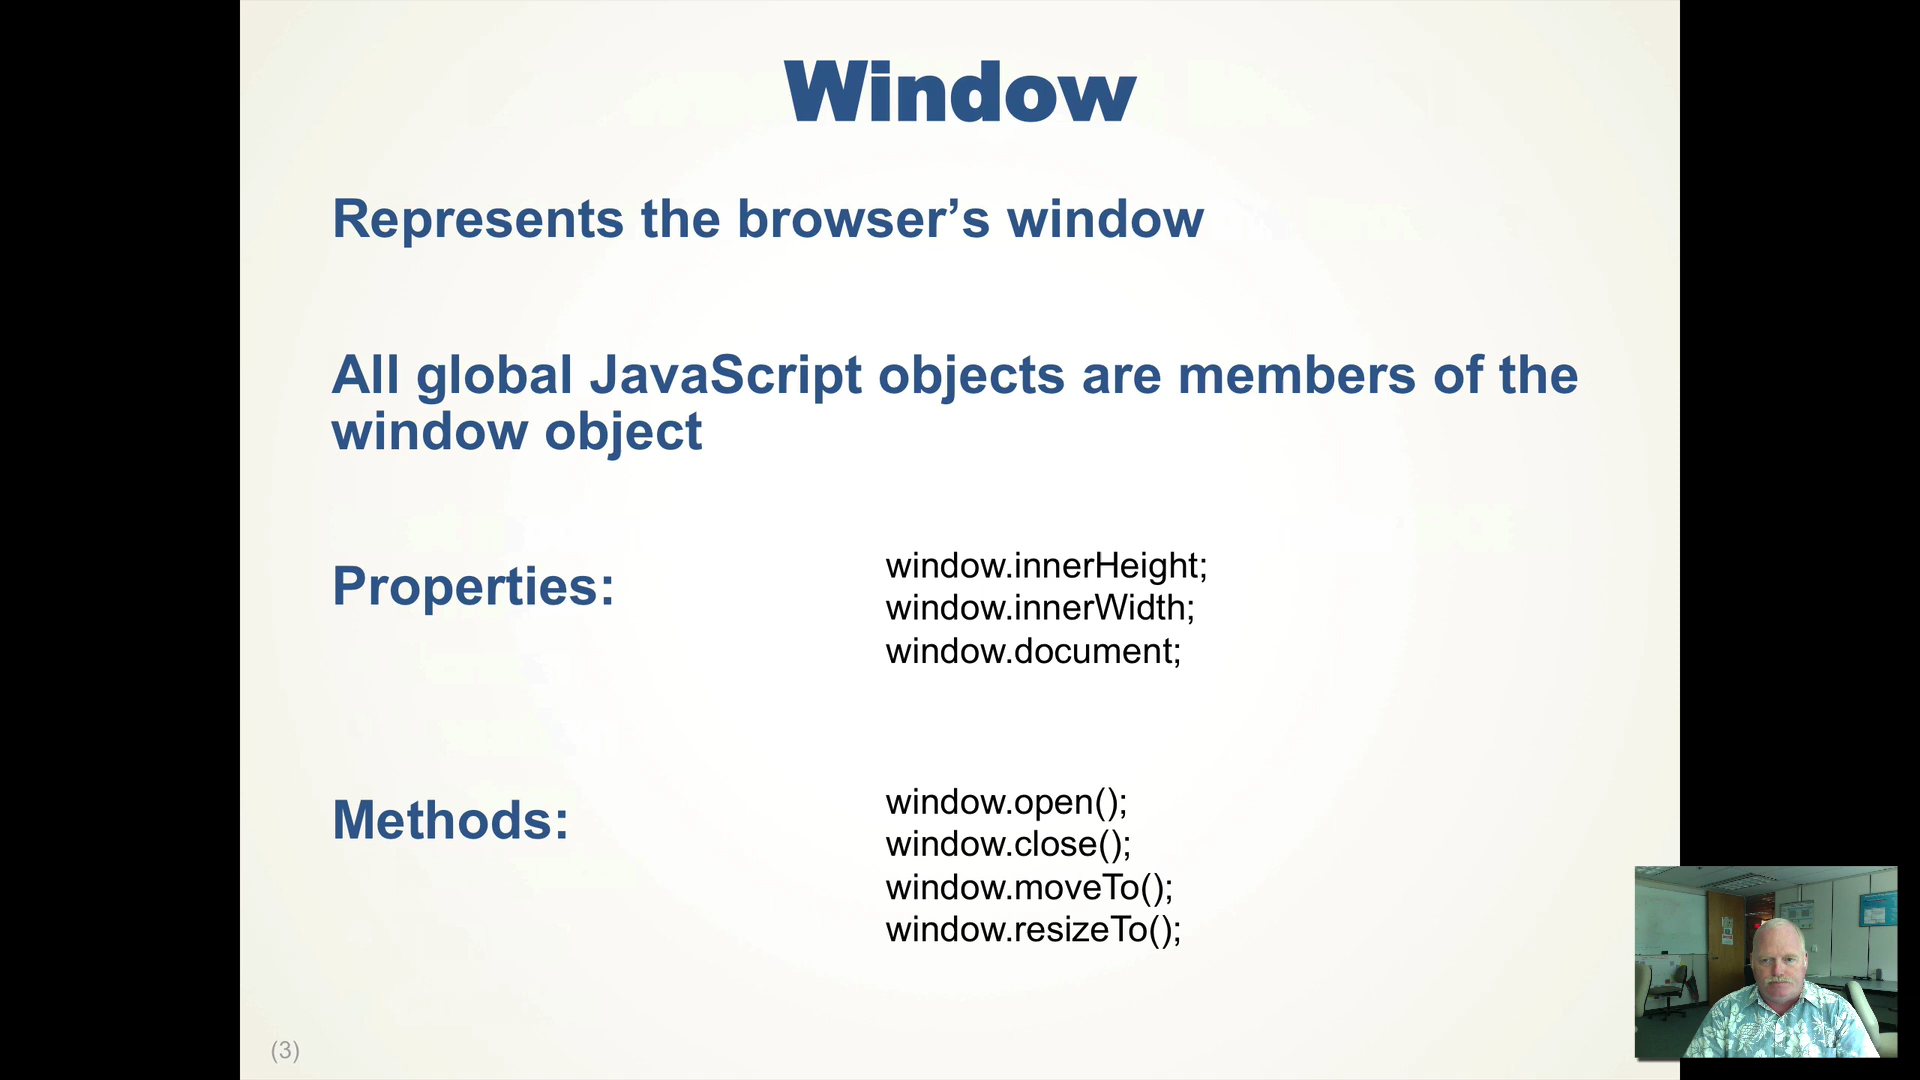 Window
Represents the browser’s window
All global JavaScript objects are members of the
window object
Properties:
window.innerHeight;
window.innerWidth;
window.document;
Methods:
window.open();
window.close();
window.moveTo();
window.resizeTo();
(3)